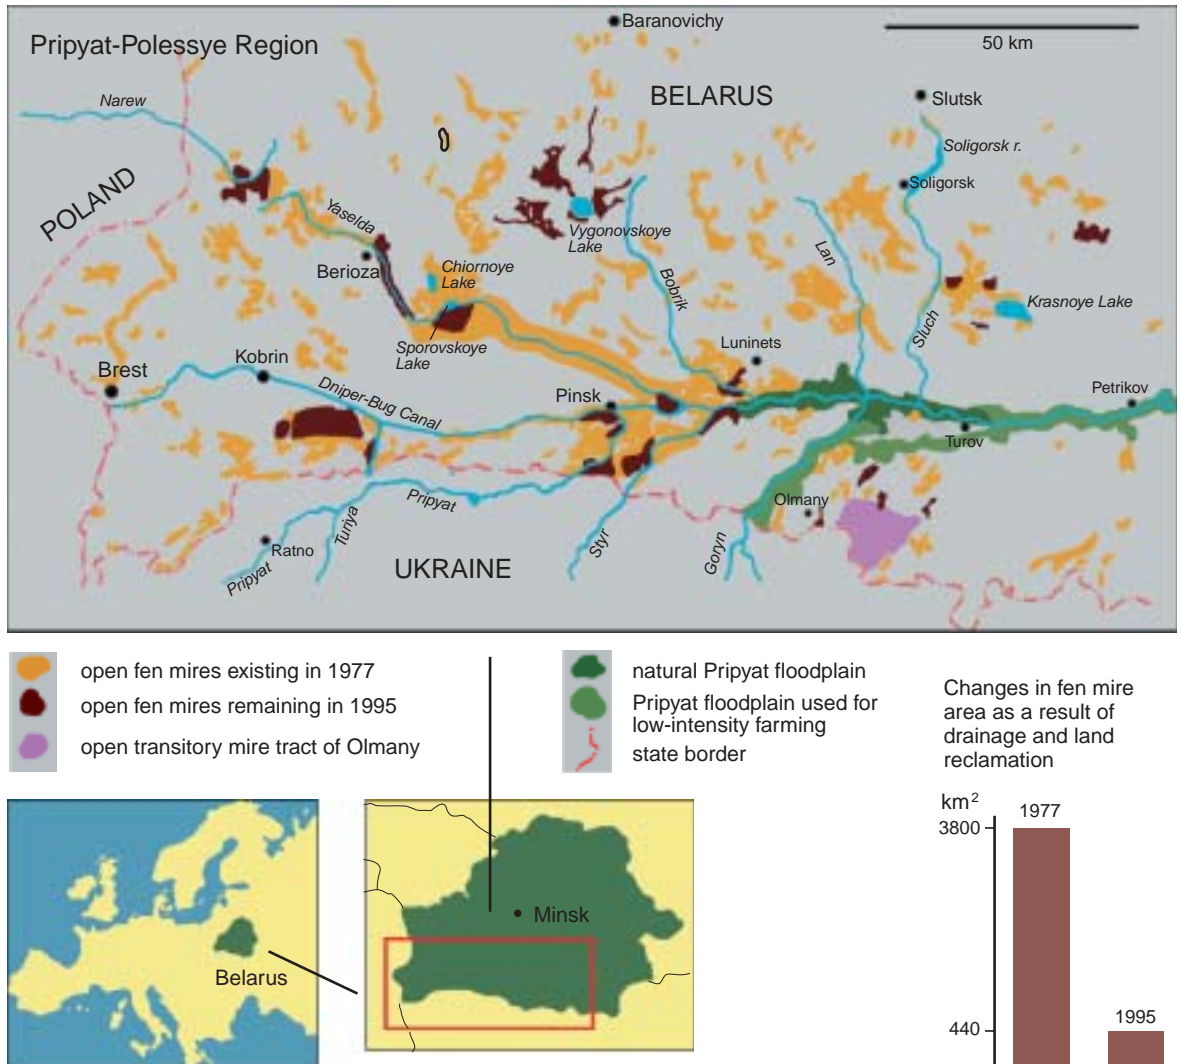 Pripyat-Polessye Region
Baranovichy
50 km
BELARUS
Narew
Slutsk
Soligorsk r.
Soligorsk
POLAND
Yaselda
Vygonovskoye
Lake
Lan
Berioza
Chiornoye
Lake
Bobrik
Krasnoye Lake
Sluch
Sporovskoye
Lake
Luninets
Brest
Kobrin
Dniper-Bug Canal
Pinsk
Petrikov
Turov
Pripyat
Olmany
Turiya
Ratno
Styr
Goryn
Pripyat
UKRAINE
open fen mires existing in 1977
open fen mires remaining in 1995
open transitory mire tract of Olmany
natural Pripyat floodplain
Pripyat floodplain used for
low-intensity farming
state border
Changes in fen mire
area as a result of
drainage and land
reclamation
km2
1977
3800
1995
440
Belarus
Minsk